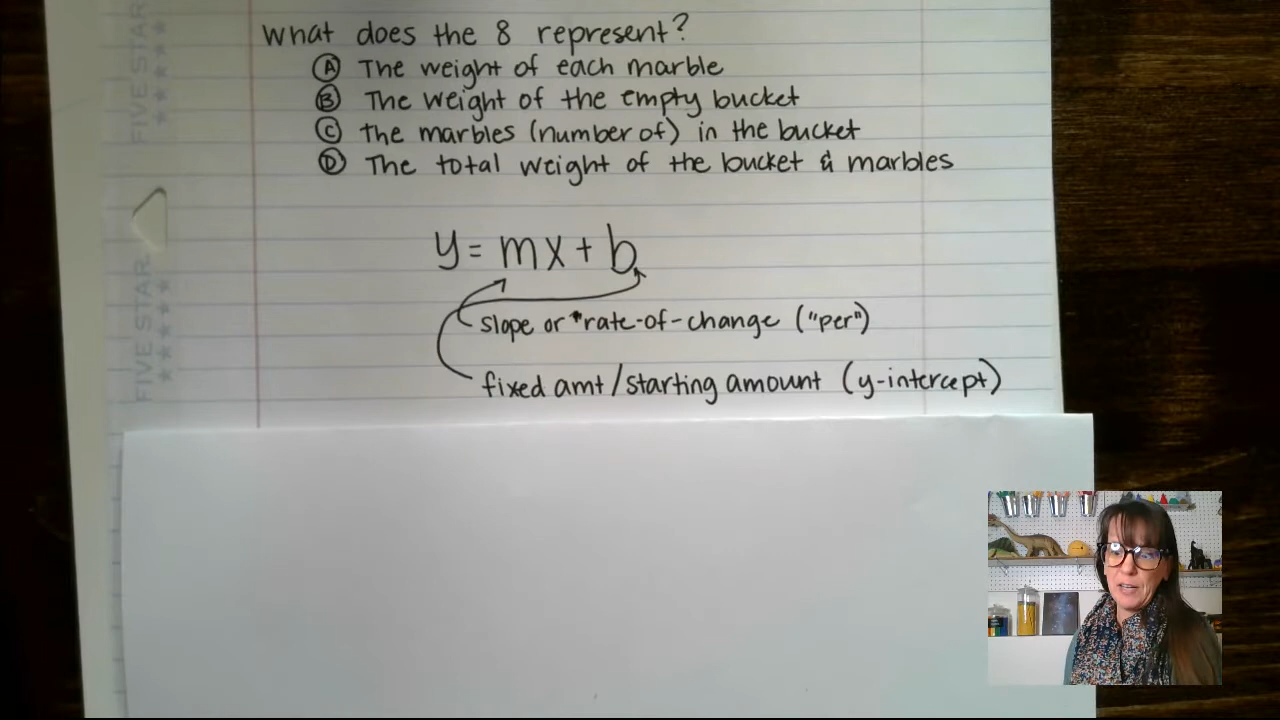 What does the 8 represent?
Ⓐ The weight of each marble
Ⓑ The weight of the empty bucket
Ⓒ the marbles (number of) in the bucket
Ⓓ The total weight of the bucket & marbles
y = mx + b
slope or rate-of-change ("per")
fixed amt/starting amount (y-intercept)
FIVE STAR
FIVE STAR